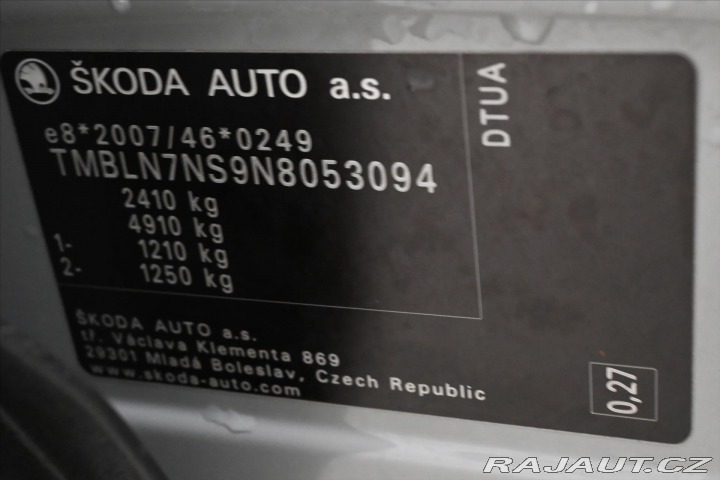 ŠKODA AUTO a.s.
e8*2007/46*0249
TMBLN7NS9N8053094
2410 kg
4910 kg
1- 1210 kg
2- 1250 kg
DTUA
ŠKODA AUTO a.s.
tř. Václava Klementa 869
29301 Mladá Boleslav, Czech Republic
www.skoda-auto.com
0,27
RAJAUT.CZ